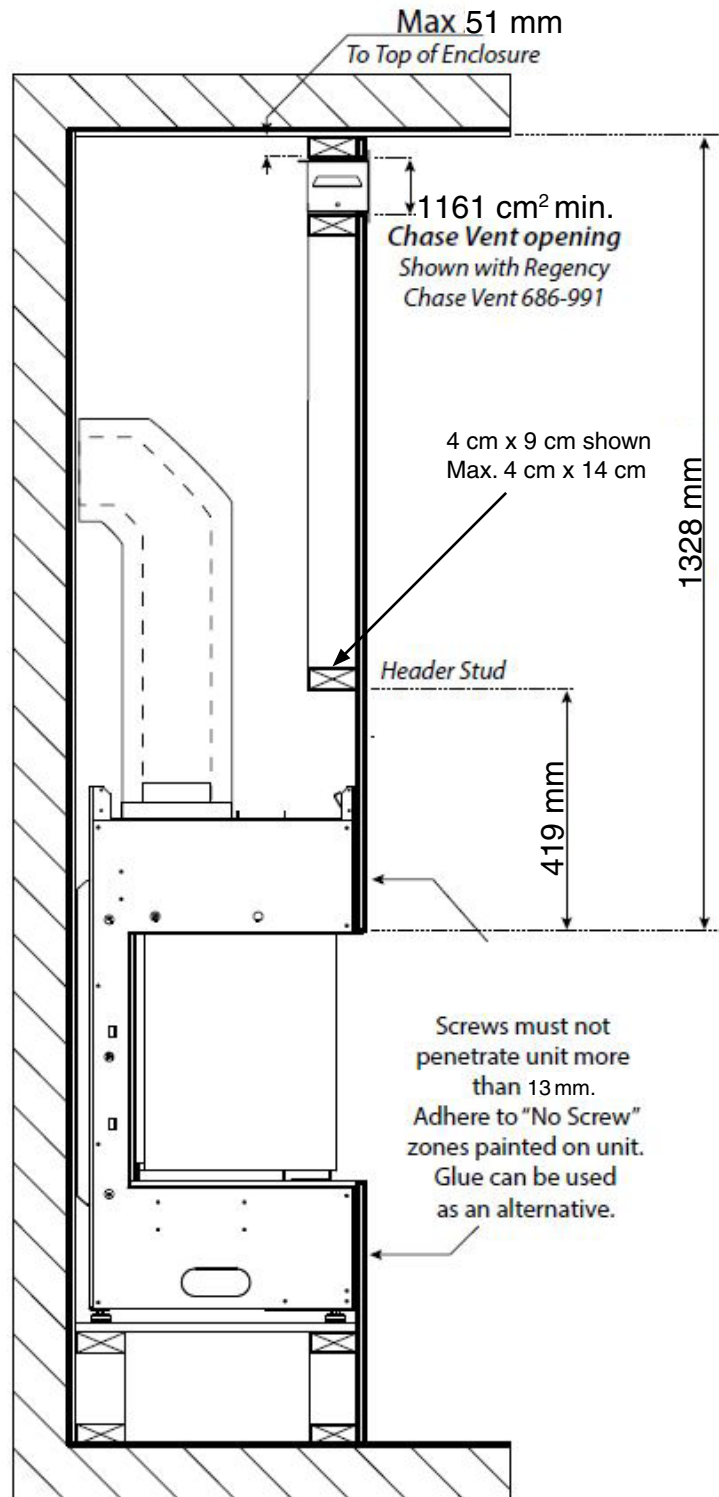 Max 51 mm
To Top of Enclosure
1161 cm² min.
Chase Vent opening
Shown with Regency
Chase Vent 686-991
4 cm x 9 cm shown
Max. 4 cm x 14 cm
1328 mm
Header Stud
419 mm
Screws must not
penetrate unit more
than 13 mm.
Adhere to "No Screw"
zones painted on unit.
Glue can be used
as an alternative.